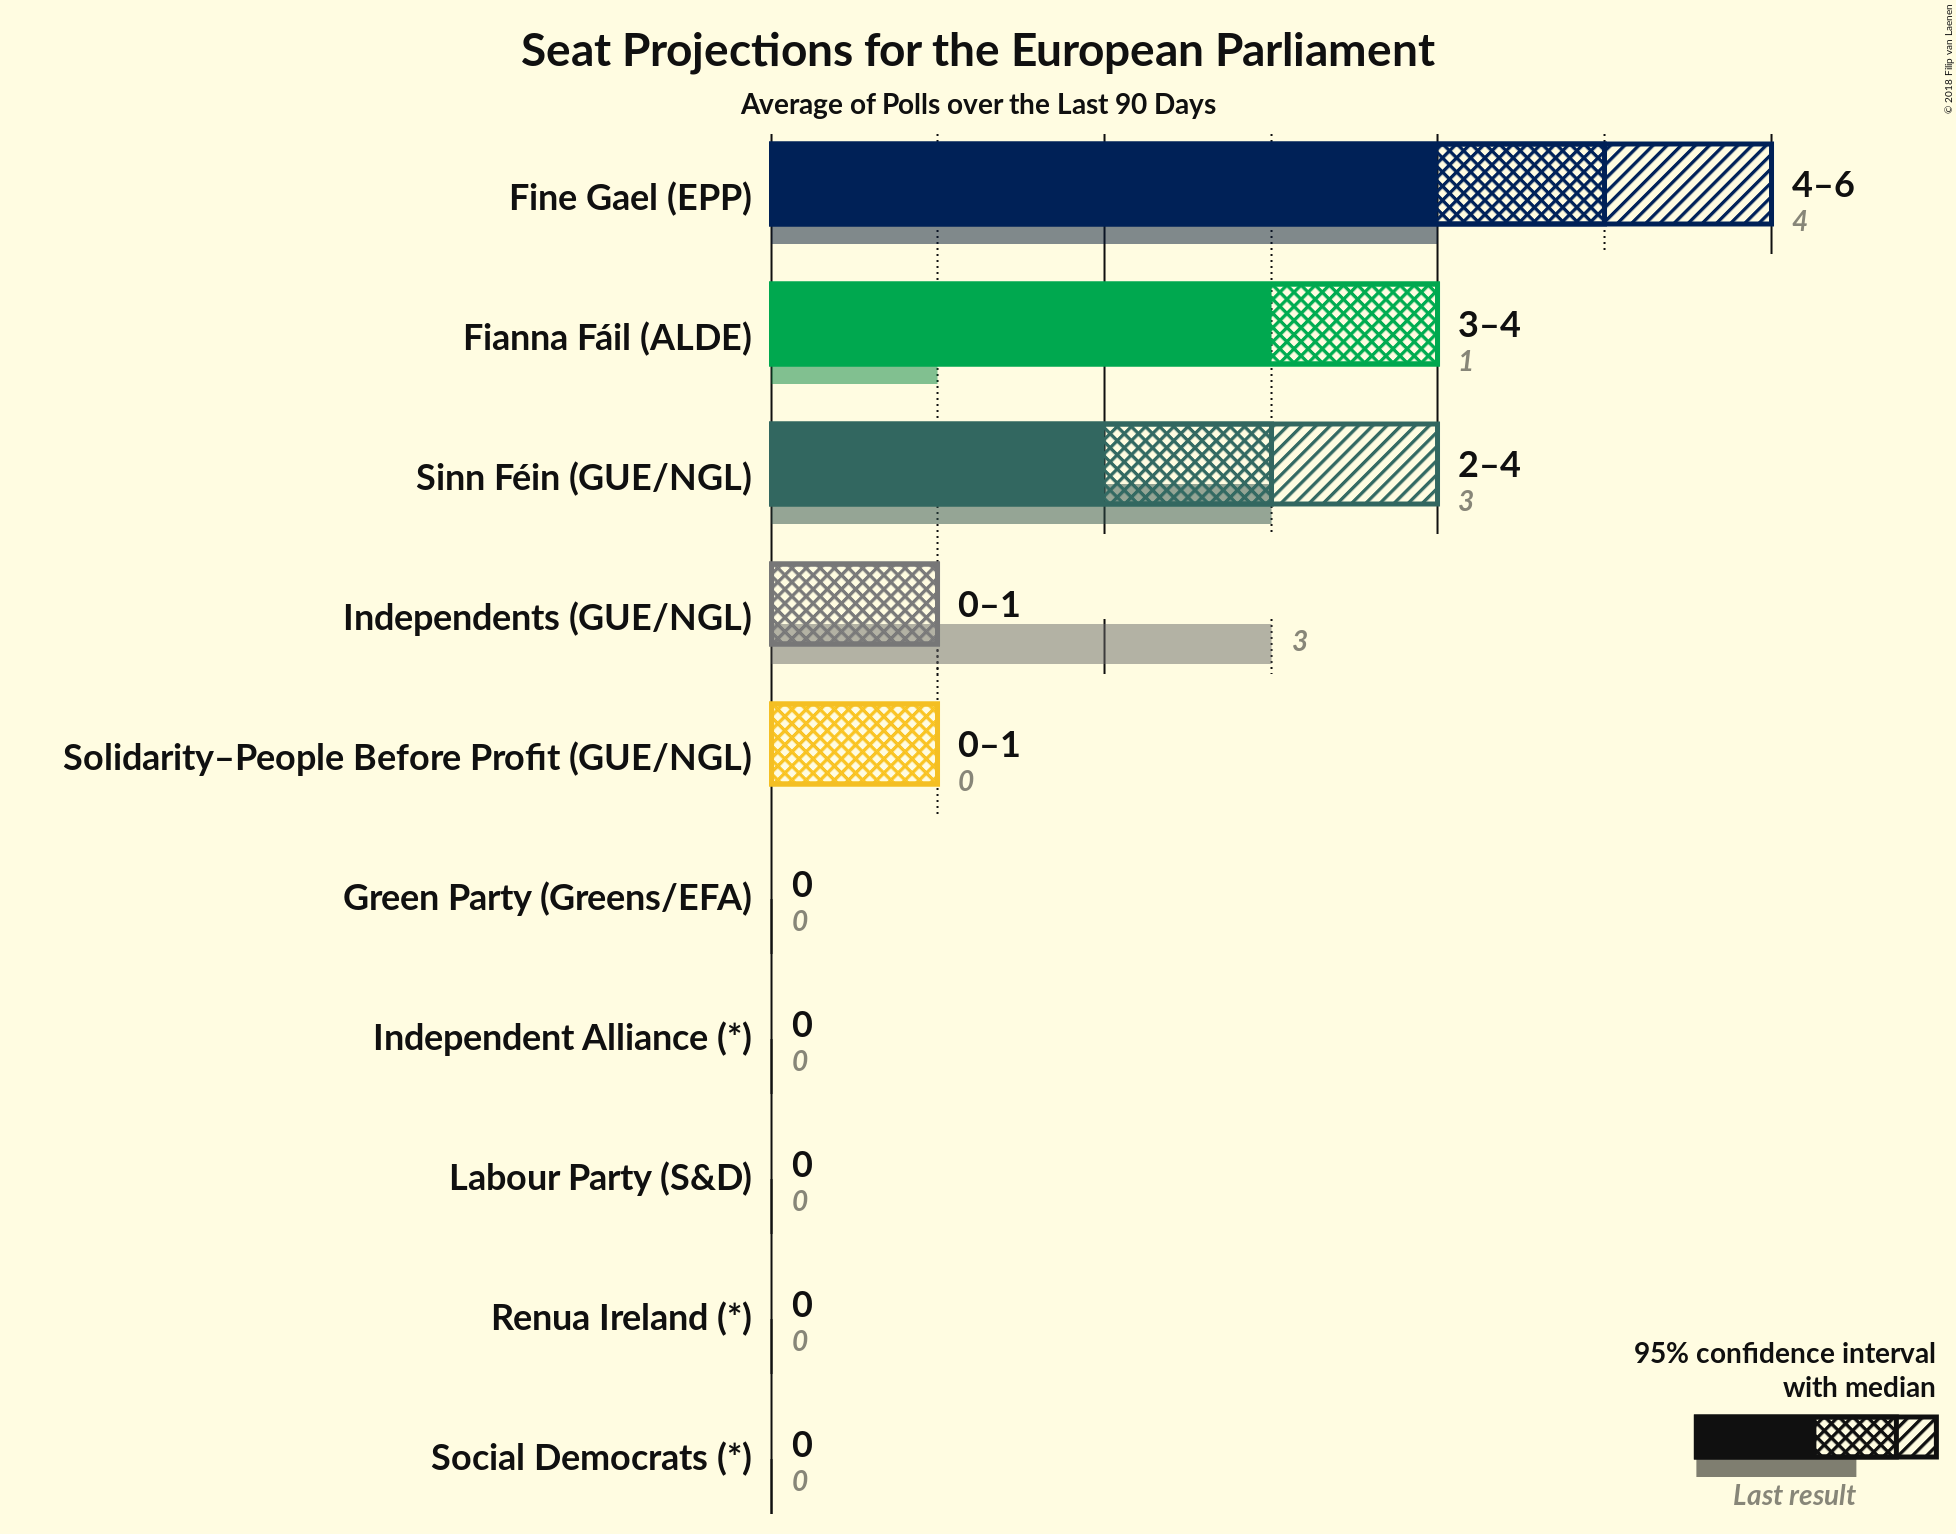 Seat Projections for the European Parliament
Average of Polls over the Last 90 Days
© 2018 Filip van Laenen
Fine Gael (EPP)
4–6
4
Fianna Fáil (ALDE)
3–4
1
Sinn Féin (GUE/NGL)
2–4
3
Independents (GUE/NGL)
0–1
3
Solidarity–People Before Profit (GUE/NGL)
0–1
0
Green Party (Greens/EFA)
0
0
Independent Alliance (*)
0
0
Labour Party (S&D)
0
0
Renua Ireland (*)
0
0
Social Democrats (*)
0
0
95% confidence interval
with median
Last result